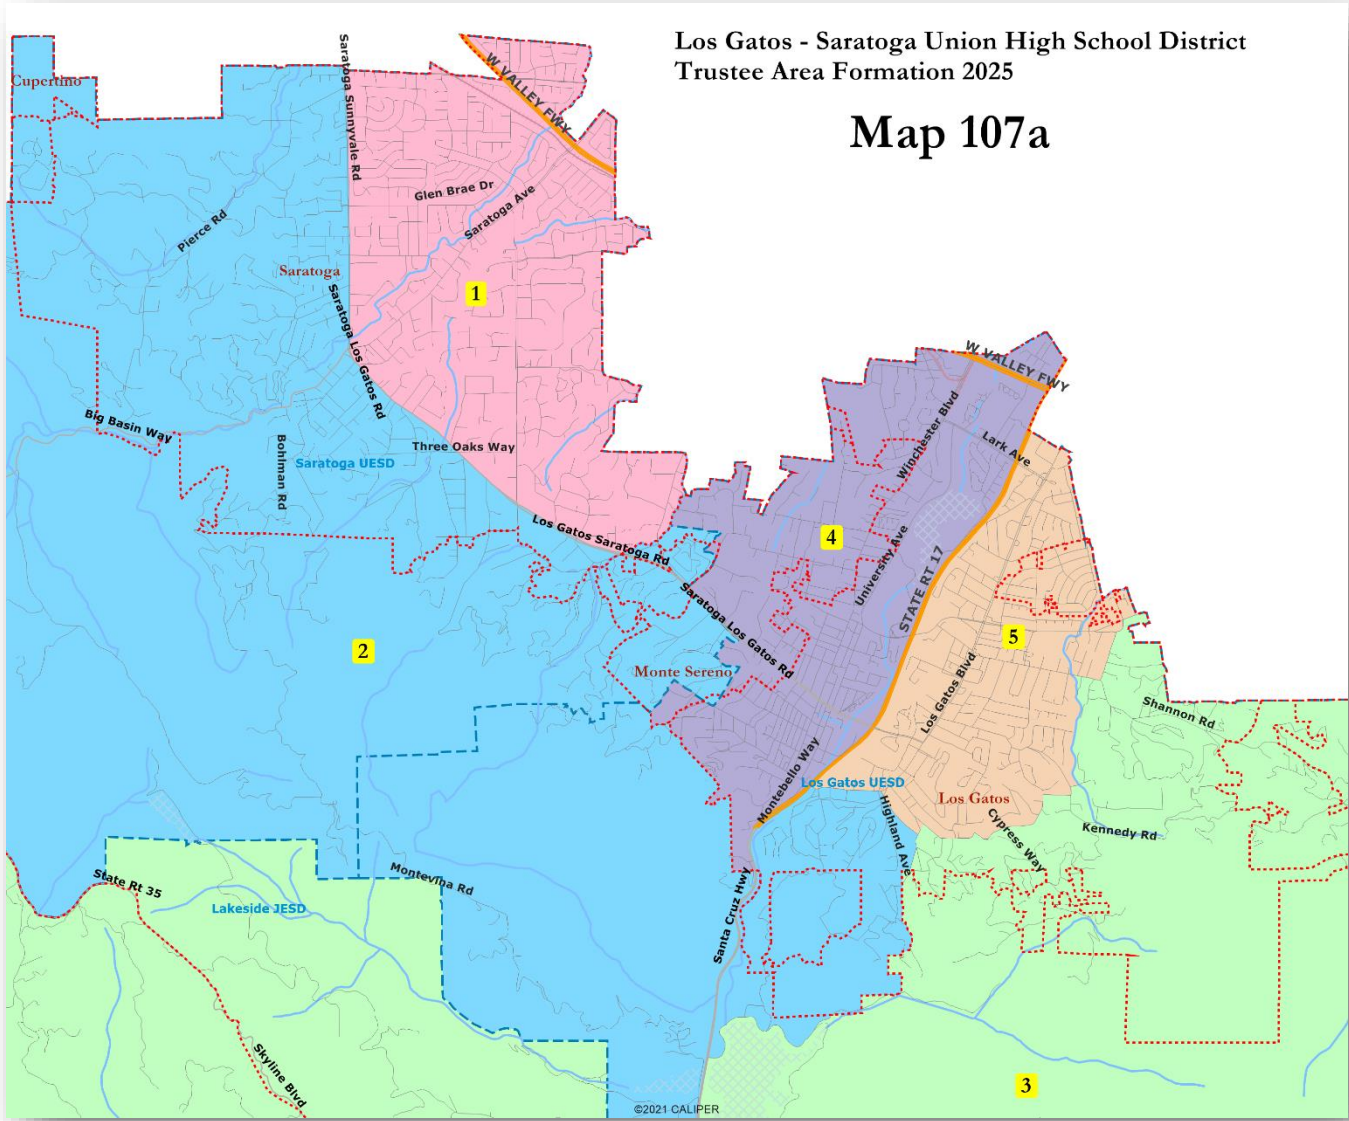 Los Gatos - Saratoga Union High School District
Trustee Area Formation 2025
Map 107a
Cupertino
Saratoga Sunnyvale Rd
W VALLEY FWY
Glen Brae Dr
Saratoga Ave
Pierce Rd
Saratoga
1
Saratoga Los Gatos Rd
W VALLEY FWY
Big Basin Way
Bohlman Rd
Three Oaks Way
Saratoga UESD
Winchester Blvd
Lark Ave
Los Gatos Saratoga Rd
4
University Ave
STATE RT 17
Saratoga Los Gatos Rd
5
2
Monte Sereno
Los Gatos Blvd
Shannon Rd
Montebello Way
Los Gatos UESD
Los Gatos
Highland Ave
Cypress Way
Kennedy Rd
State Rt 35
Montevina Rd
Lakeside JESD
Santa Cruz Hwy
Skyline Blvd
3
©2021 CALIPER